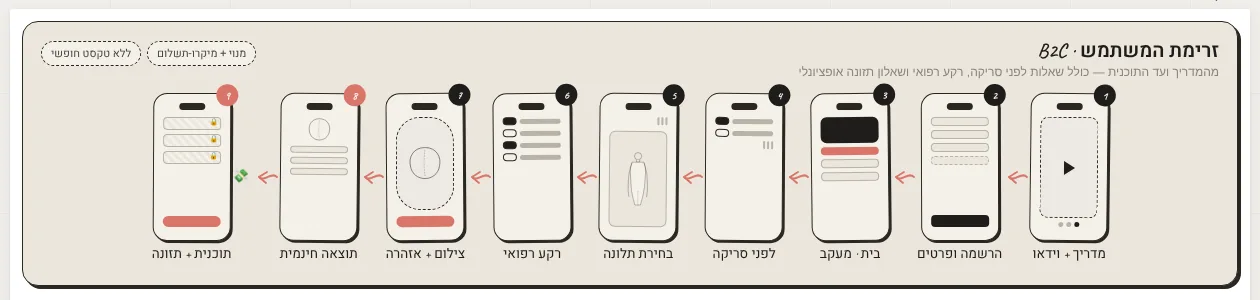 זרימת המשתמש · B2C
מהמדריך ועד התוכנית — כולל שאלות לפני סריקה, רקע רפואי ושאלון תזונה אופציונלי
מנוי + מיקרו-תשלום
ללא טקסט חופשי
1
מדריך + וידאו
2
הרשמה ופרטים
3
בית · מעקב
4
לפני סריקה
5
בחירת תלונה
6
רקע רפואי
7
צילום + אזהרה
8
תוצאה חינמית
9
תוכנית + תזונה